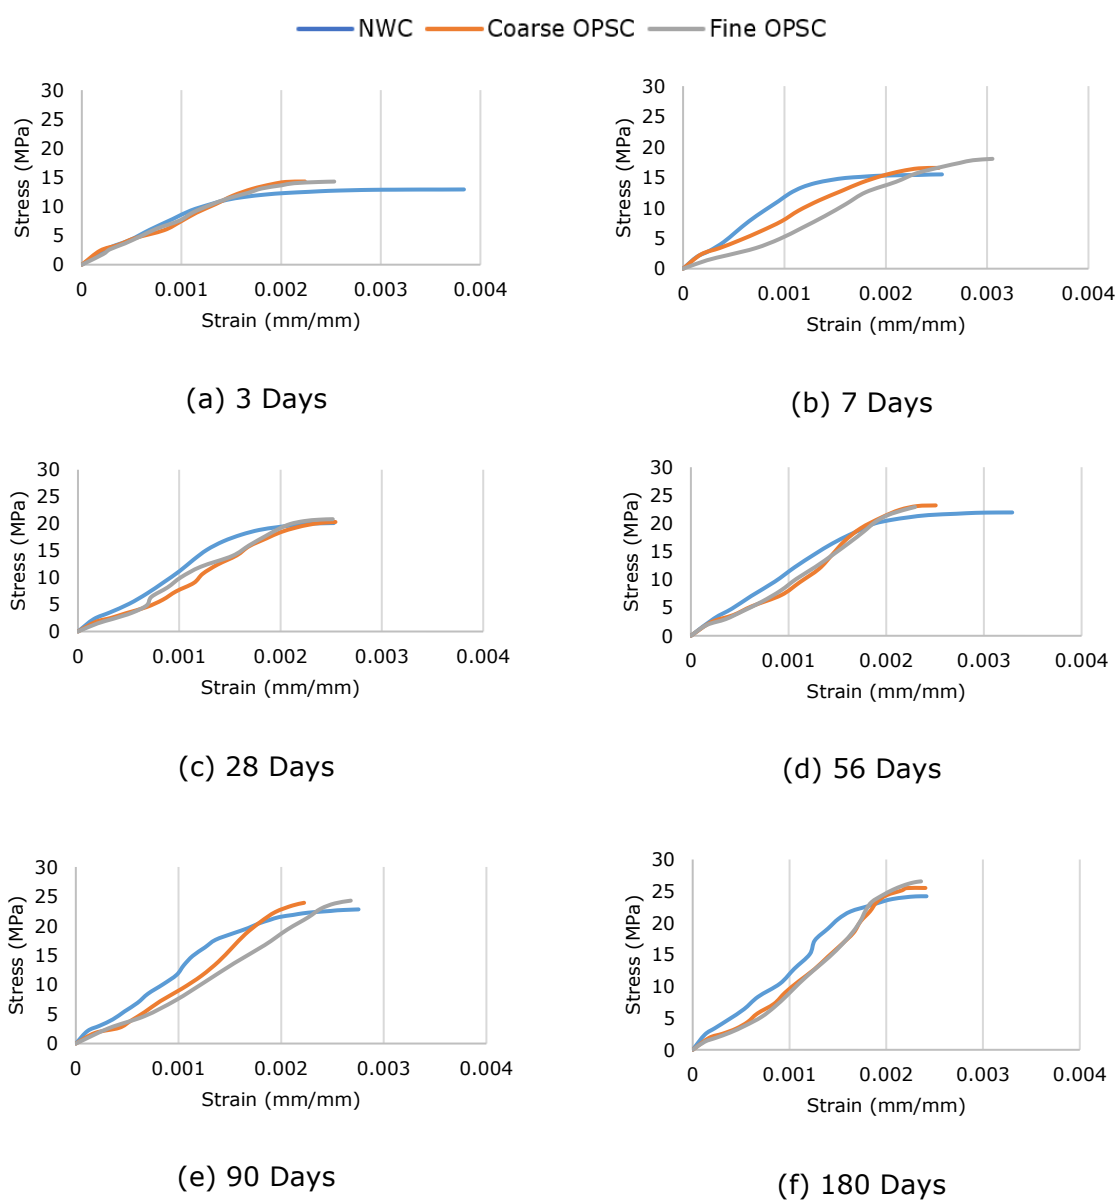 NWC Coarse OPSC Fine OPSC
30
25
20
15
10
5
0
Stress (MPa)
0 0.001 0.002 0.003 0.004
Strain (mm/mm)
(a) 3 Days
30
25
20
15
10
5
0
Stress (MPa)
0 0.001 0.002 0.003 0.004
Strain (mm/mm)
(b) 7 Days
30
25
20
15
10
5
0
Stress (MPa)
0 0.001 0.002 0.003 0.004
Strain (mm/mm)
(c) 28 Days
30
25
20
15
10
5
0
Stress (MPa)
0 0.001 0.002 0.003 0.004
Strain (mm/mm)
(d) 56 Days
30
25
20
15
10
5
0
Stress (MPa)
0 0.001 0.002 0.003 0.004
Strain (mm/mm)
(e) 90 Days
30
25
20
15
10
5
0
Stress (MPa)
0 0.001 0.002 0.003 0.004
Strain (mm/mm)
(f) 180 Days